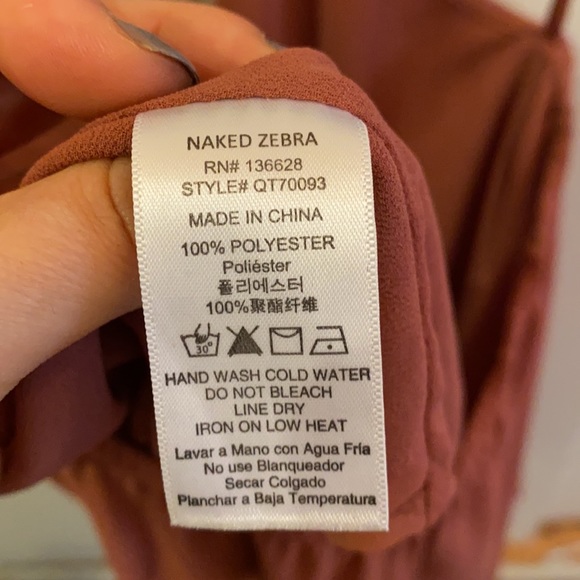 NAKED ZEBRA
RN# 136628
STYLE# QT70093
MADE IN CHINA
100% POLYESTER
Poliéster
폴리에스터
100%聚酯纤维
30°
HAND WASH COLD WATER
DO NOT BLEACH
LINE DRY
IRON ON LOW HEAT
Lavar a Mano con Agua Fría
No use Blanqueador
Secar Colgado
Planchar a Baja Temperatura